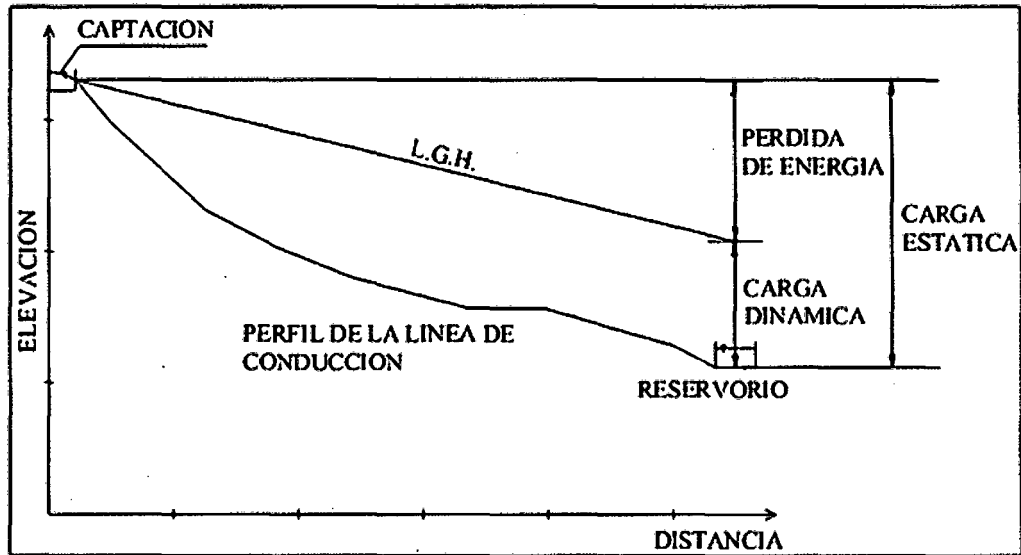 CAPTACION
L.G.H.
PERDIDA
DE ENERGIA
CARGA
ESTATICA
ELEVACION
CARGA
DINAMICA
PERFIL DE LA LINEA DE
CONDUCCION
RESERVORIO
DISTANCIA